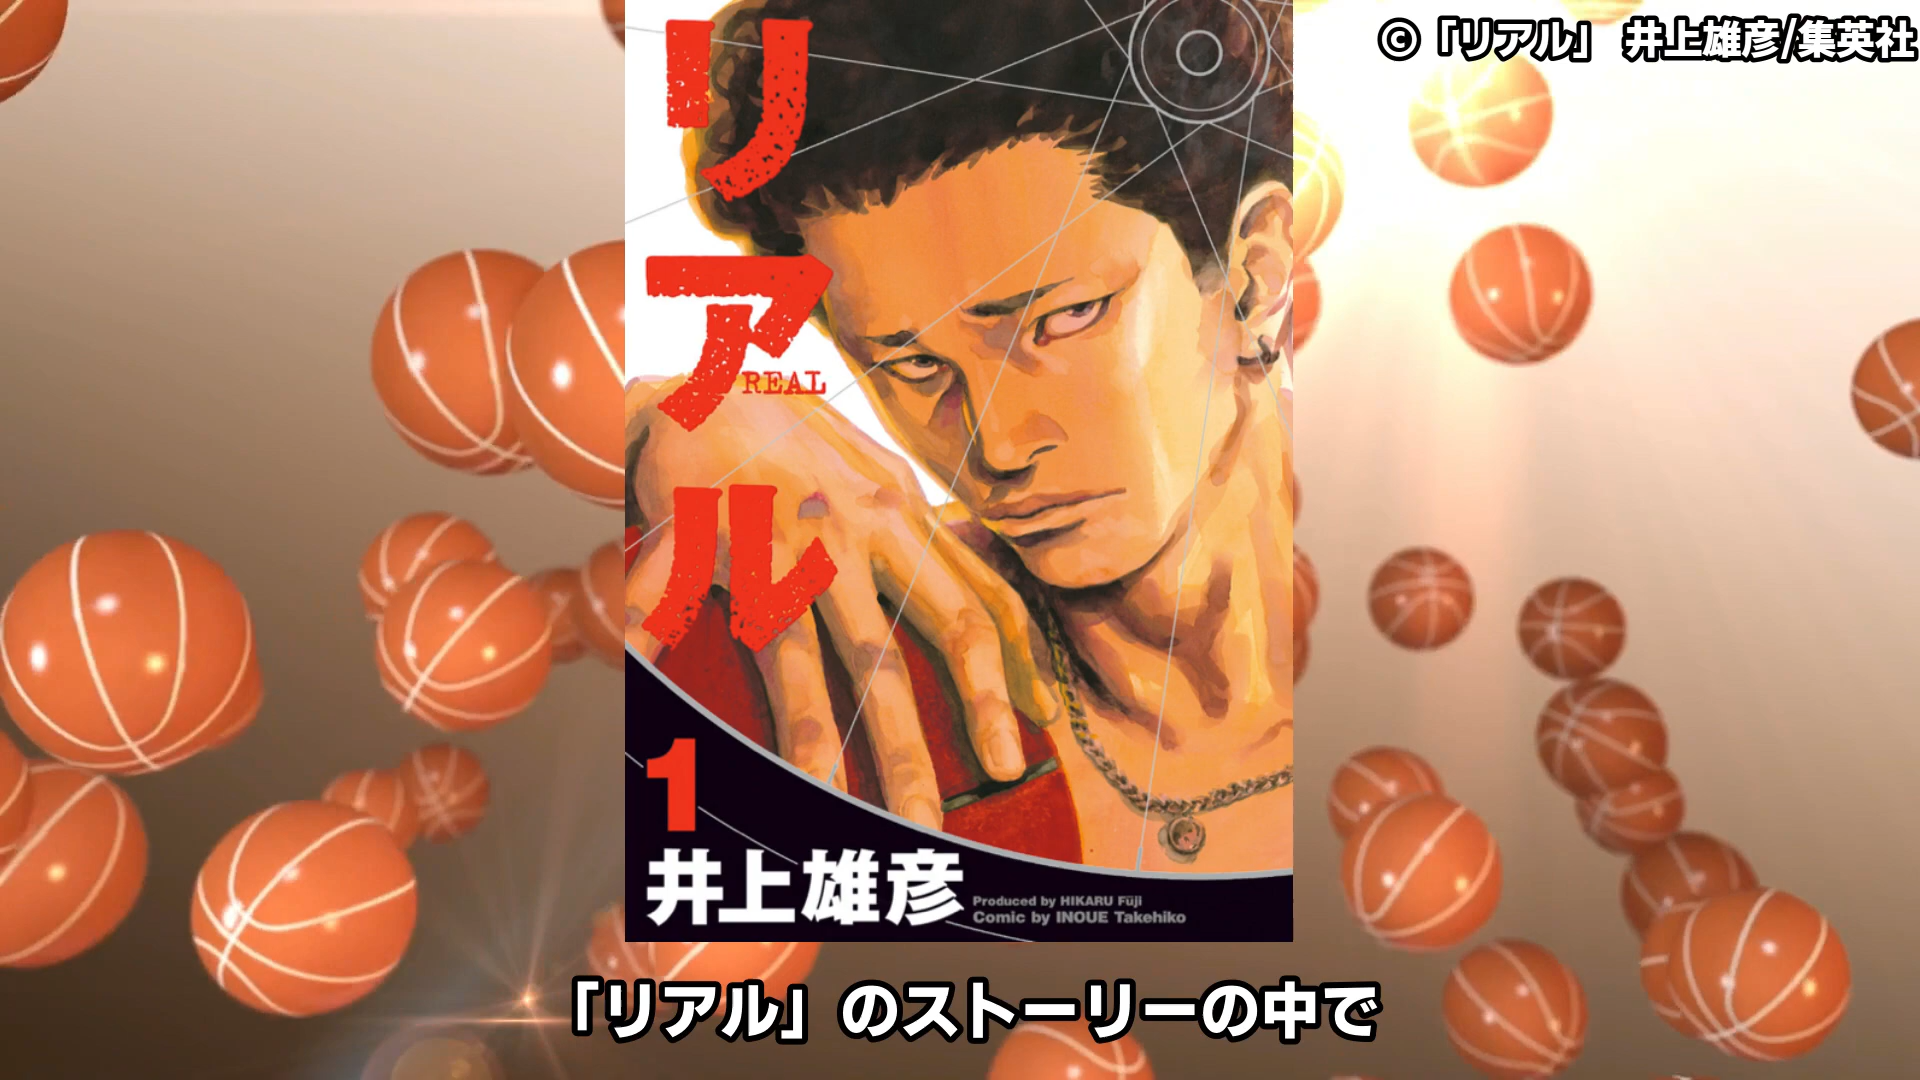 ©「リアル」 井上雄彦/集英社
リアル
REAL
1
井上雄彦
Produced by HIKARU Fuji
Comic by INOUE Takehiko
「リアル」のストーリーの中で